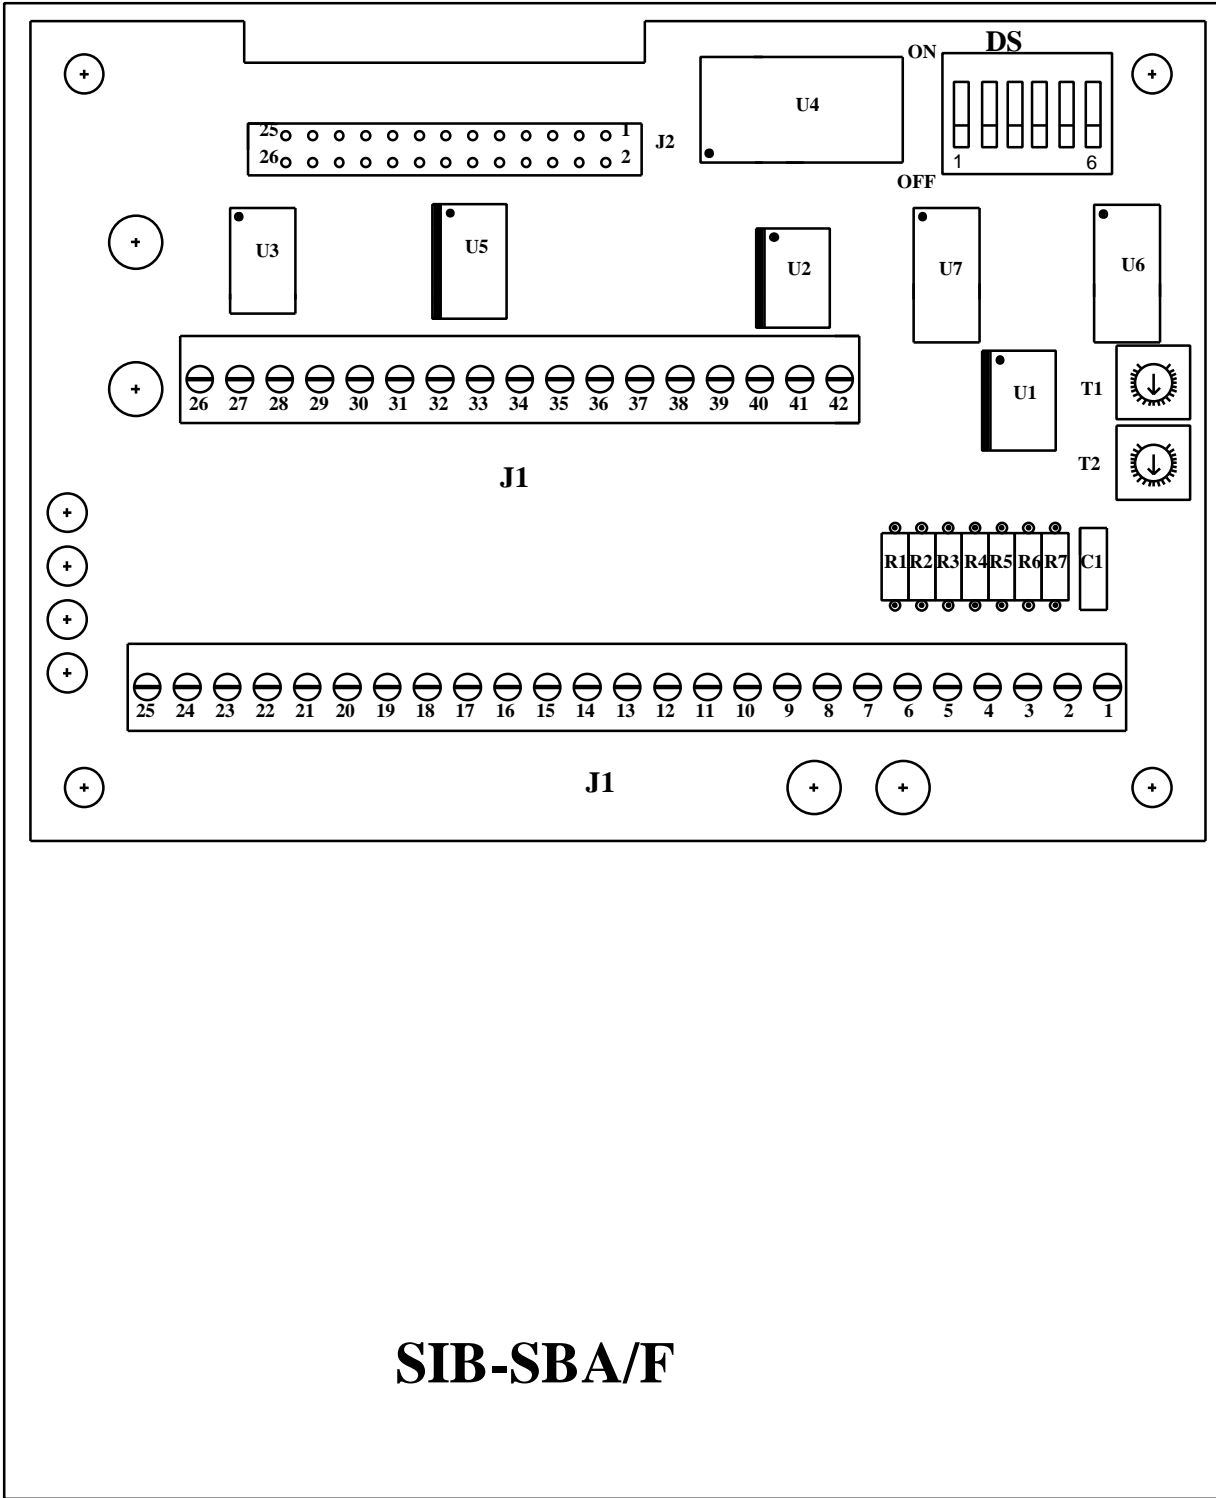 DS
ON
U4
25 1
J2
26 2
1 6
OFF
U3 U5 U2 U7 U6
26 27 28 29 30 31 32 33 34 35 36 37 38 39 40 41 42
U1 T1
J1
T2
R1 R2 R3 R4 R5 R6 R7 C1
25 24 23 22 21 20 19 18 17 16 15 14 13 12 11 10 9 8 7 6 5 4 3 2 1
J1
SIB-SBA/F